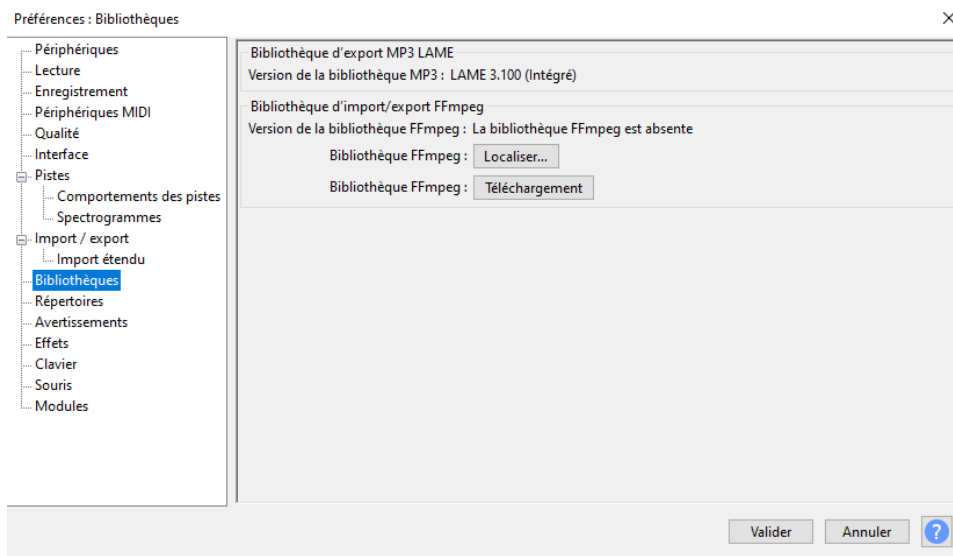 Préférences : Bibliothèques
Périphériques
Lecture
Enregistrement
Périphériques MIDI
Qualité
Interface
Pistes
Comportements des pistes
Spectrogrammes
Import / export
Import étendu
Bibliothèques
Répertoires
Avertissements
Effets
Clavier
Souris
Modules
Bibliothèque d'export MP3 LAME
Version de la bibliothèque MP3 : LAME 3.100 (Intégré)
Bibliothèque d'import/export FFmpeg
Version de la bibliothèque FFmpeg : La bibliothèque FFmpeg est absente
Bibliothèque FFmpeg : Localiser...
Bibliothèque FFmpeg : Téléchargement
Valider Annuler ?